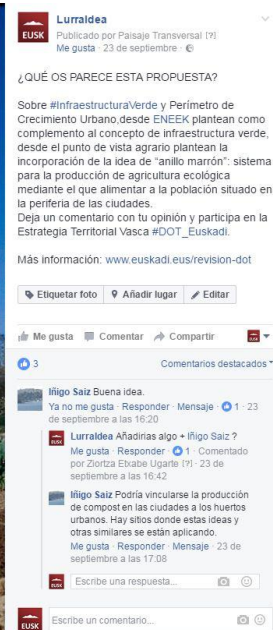 Lurraldea
EUSK
Publicado por Paisaje Transversal [?]
Me gusta · 23 de septiembre ·
¿QUÉ OS PARECE ESTA PROPUESTA?
Sobre #InfraestructuraVerde y Perímetro de
Crecimiento Urbano,desde ENEEK plantean como
complemento al concepto de infraestructura verde,
desde el punto de vista agrario plantean la
incorporación de la idea de "anillo marrón": sistema
para la producción de agricultura ecológica
mediante el que alimentar a la población situado en
la periferia de las ciudades.
Deja un comentario con tu opinión y participa en la
Estrategia Territorial Vasca #DOT_Euskadi.
Más información: www.euskadi.eus/revision-dot
Etiquetar foto Añadir lugar Editar
Me gusta Comentar Compartir
3 Comentarios destacados
Iñigo Saiz Buena idea.
Ya no me gusta · Responder · Mensaje · 1 · 23
de septiembre a las 16:20
Lurraldea Añadirias algo + Iñigo Saiz ?
Me gusta · Responder · 1 · Comentado
por Ziortza Etxabe Ugarte [?] · 23 de
septiembre a las 16:42
Iñigo Saiz Podría vincularse la producción
de compost en las ciudades a los huertos
urbanos. Hay sitios donde estas ideas y
otras similares se están aplicando.
Me gusta · Responder · Mensaje · 23 de
septiembre a las 17:08
Escribe una respuesta...
Escribe un comentario...
EUSK